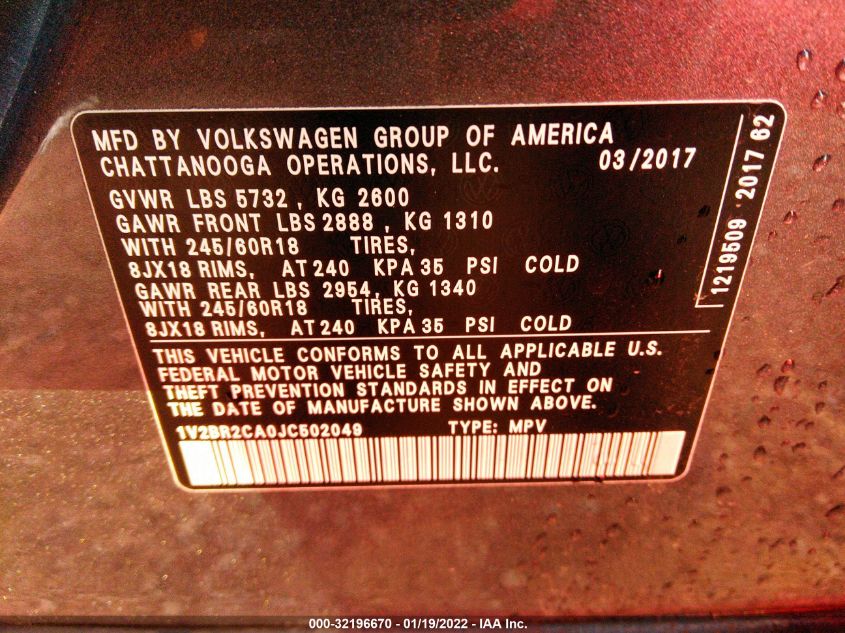 MFD BY VOLKSWAGEN GROUP OF AMERICA
CHATTANOOGA OPERATIONS, LLC. 03/2017
GVWR LBS 5732 , KG 2600
GAWR FRONT LBS 2888 , KG 1310
WITH 245/60R18 TIRES,
8JX18 RIMS, AT 240 KPA 35 PSI COLD
GAWR REAR LBS 2954, KG 1340
WITH 245/60R18 TIRES,
8JX18 RIMS, AT 240 KPA 35 PSI COLD
1219509 2017 62
THIS VEHICLE CONFORMS TO ALL APPLICABLE U.S.
FEDERAL MOTOR VEHICLE SAFETY AND
THEFT PREVENTION STANDARDS IN EFFECT ON
THE DATE OF MANUFACTURE SHOWN ABOVE.
1V2BR2CA0JC502049 TYPE: MPV
000-32196670 - 01/19/2022 - IAA Inc.